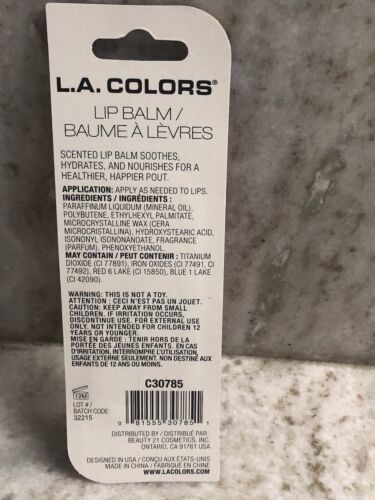 L.A. COLORS®
LIP BALM /
BAUME À LÈVRES
SCENTED LIP BALM SOOTHES,
HYDRATES, AND NOURISHES FOR A
HEALTHIER, HAPPIER POUT.
APPLICATION: APPLY AS NEEDED TO LIPS.
INGREDIENTS / INGRÉDIENTS :
PARAFFINUM LIQUIDUM (MINERAL OIL),
POLYBUTENE, ETHYLHEXYL PALMITATE,
MICROCRYSTALLINE WAX (CERA
MICROCRISTALLINA), HYDROXYSTEARIC ACID,
ISONONYL ISONONANOATE, FRAGRANCE
(PARFUM), PHENOXYETHANOL.
MAY CONTAIN / PEUT CONTENIR : TITANIUM
DIOXIDE (CI 77891), IRON OXIDES (CI 77491, CI
77492), RED 6 LAKE (CI 15850), BLUE 1 LAKE
(CI 42090).
WARNING: THIS IS NOT A TOY.
ATTENTION : CECI N'EST PAS UN JOUET.
CAUTION: KEEP AWAY FROM SMALL
CHILDREN. IF IRRITATION OCCURS,
DISCONTINUE USE. FOR EXTERNAL USE
ONLY. NOT INTENDED FOR CHILDREN 12
YEARS OR YOUNGER.
MISE EN GARDE : TENIR HORS DE LA
PORTÉE DES JEUNES ENFANTS. EN CAS
D'IRRITATION, INTERROMPRE L'UTILISATION.
USAGE EXTERNE SEULEMENT. NON DESTINÉ AUX
ENFANTS DE 12 ANS OU MOINS.
C30785
12M
LOT # /
BATCH CODE:
32215
0 81555 30785 1
DISTRIBUTED BY / DISTRIBUÉ PAR :
BEAUTY 21 COSMETICS, INC.
ONTARIO, CA 91761 USA
DESIGNED IN USA / CONÇU AUX ÉTATS-UNIS
MADE IN CHINA / FABRIQUÉ EN CHINE
WWW.LACOLORS.COM